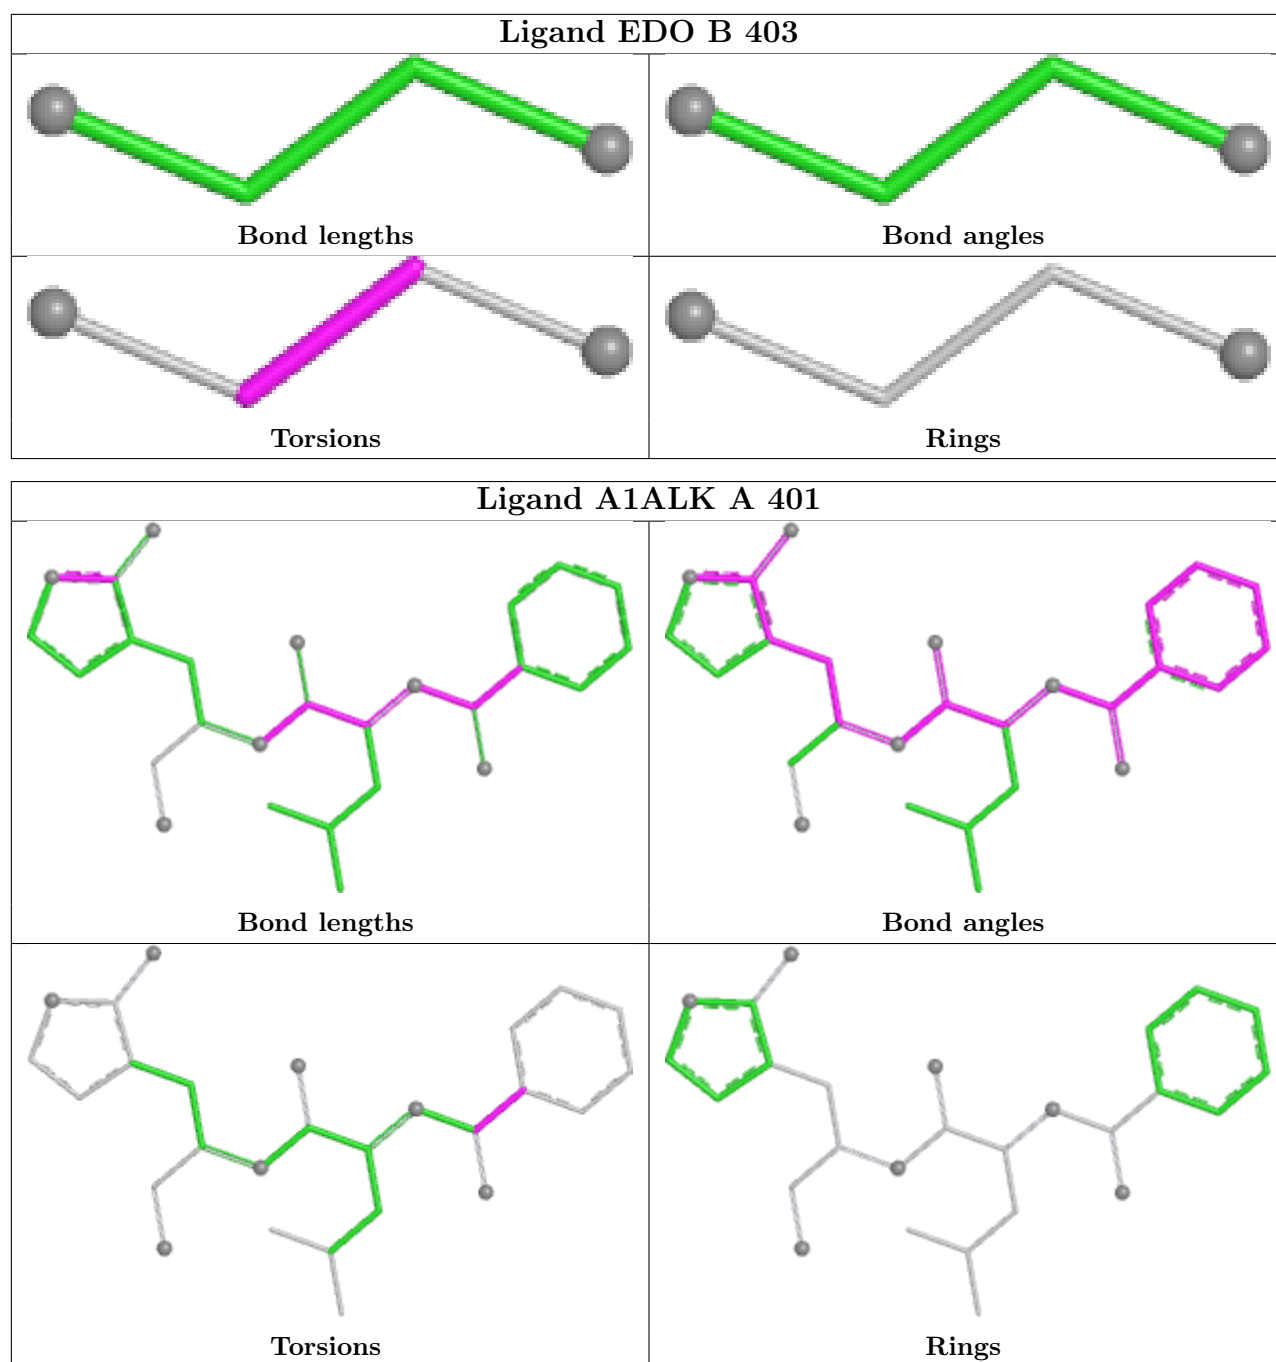 Ligand EDO B 403
Bond lengths
Bond angles
Torsions
Rings
Ligand A1ALK A 401
Bond lengths
Bond angles
Torsions
Rings